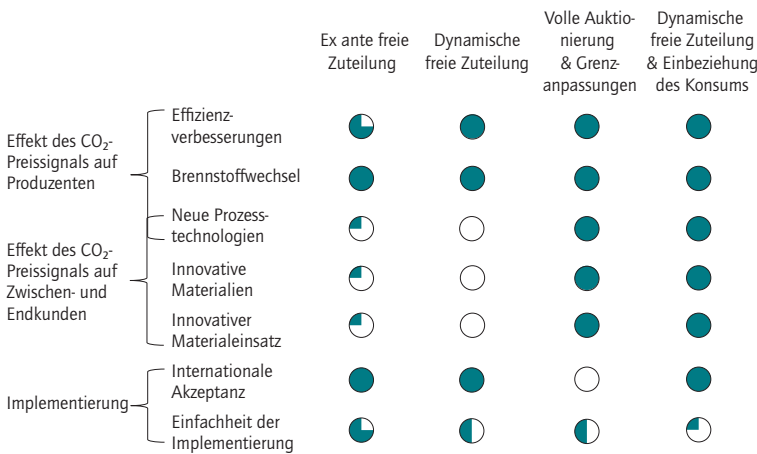 Ex ante freie
Zuteilung
Dynamische
freie Zuteilung
Volle Auktio-
nierung
& Grenz-
anpassungen
Dynamische
freie Zuteilung
& Einbeziehung
des Konsums
Effekt des CO₂-
Preissignals auf
Produzenten
Effizienz-
verbesserungen
Brennstoffwechsel
Neue Prozess-
technologien
Effekt des CO₂-
Preissignals auf
Zwischen- und
Endkunden
Innovative
Materialien
Innovativer
Materialeinsatz
Implementierung
Internationale
Akzeptanz
Einfachheit der
Implementierung